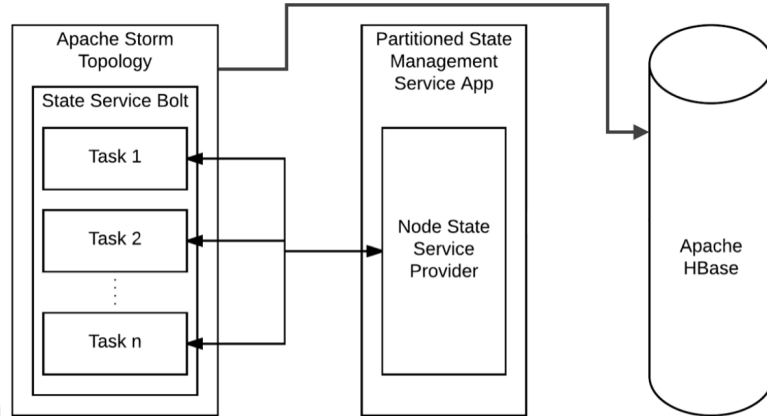 Apache Storm
Topology
State Service Bolt
Task 1
Task 2
Task n
Partitioned State
Management
Service App
Node State
Service
Provider
Apache
HBase